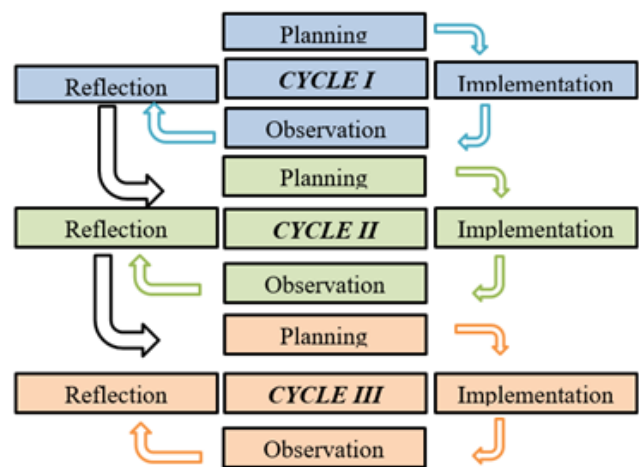 Planning
Reflection
CYCLE I
Implementation
Observation
Planning
Reflection
CYCLE II
Implementation
Observation
Planning
Reflection
CYCLE III
Implementation
Observation